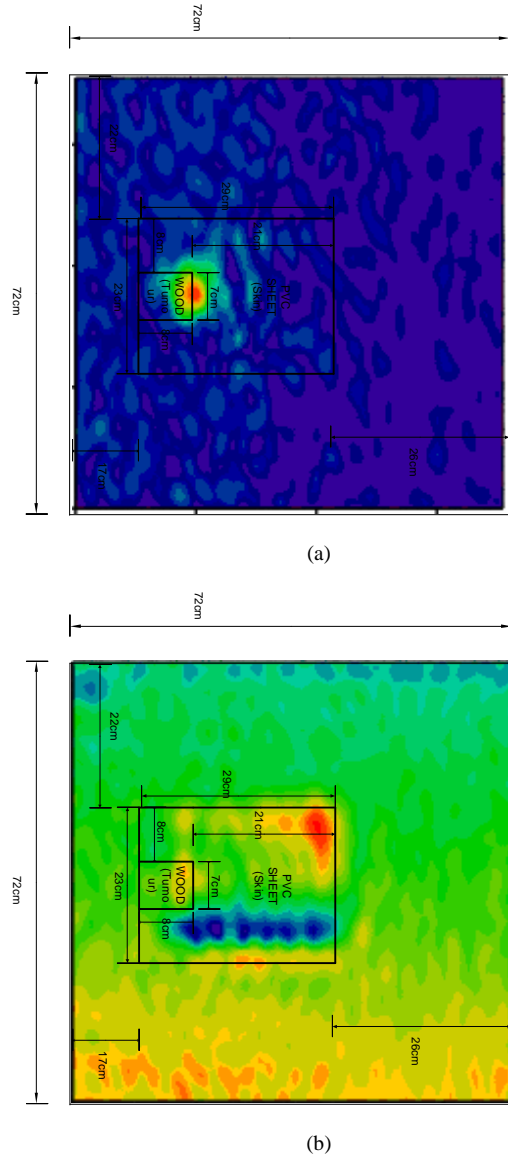 72cm
22cm
29cm
8cm
21cm
PVC
SHEET
(Skin)
WOOD
(Tumo
ur)
7cm
23cm
8cm
72cm
26cm
17cm
(a)
72cm
22cm
29cm
8cm
21cm
PVC
SHEET
(Skin)
WOOD
(Tumo
ur)
7cm
23cm
8cm
72cm
26cm
17cm
(b)